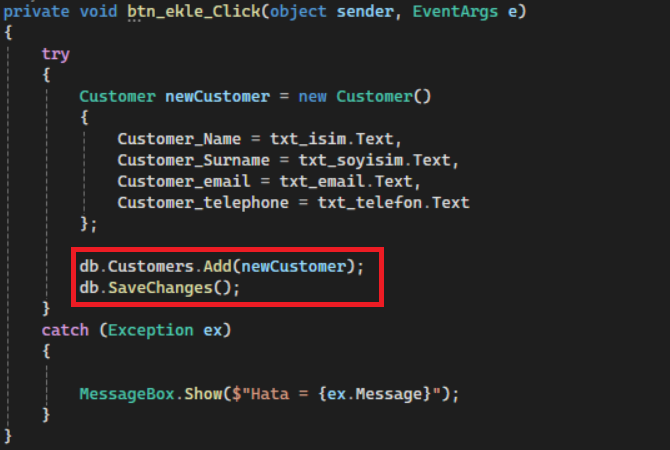 private void btn_ekle_Click(object sender, EventArgs e)
{
try
{
Customer newCustomer = new Customer()
{
Customer_Name = txt_isim.Text,
Customer_Surname = txt_soyisim.Text,
Customer_email = txt_email.Text,
Customer_telephone = txt_telefon.Text
};
db.Customers.Add(newCustomer);
db.SaveChanges();
}
catch (Exception ex)
{
MessageBox.Show($"Hata = {ex.Message}");
}
}